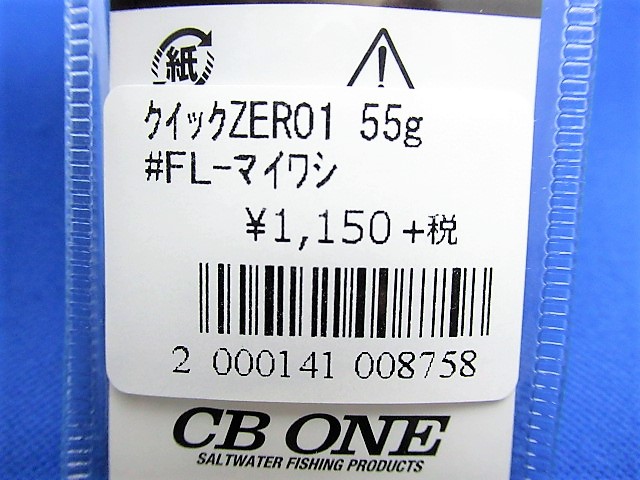 紙
クイックZERO1 55g
#FL-マイワシ
¥1,150+税
2 000141 008758
CB ONE
SALTWATER FISHING PRODUCTS